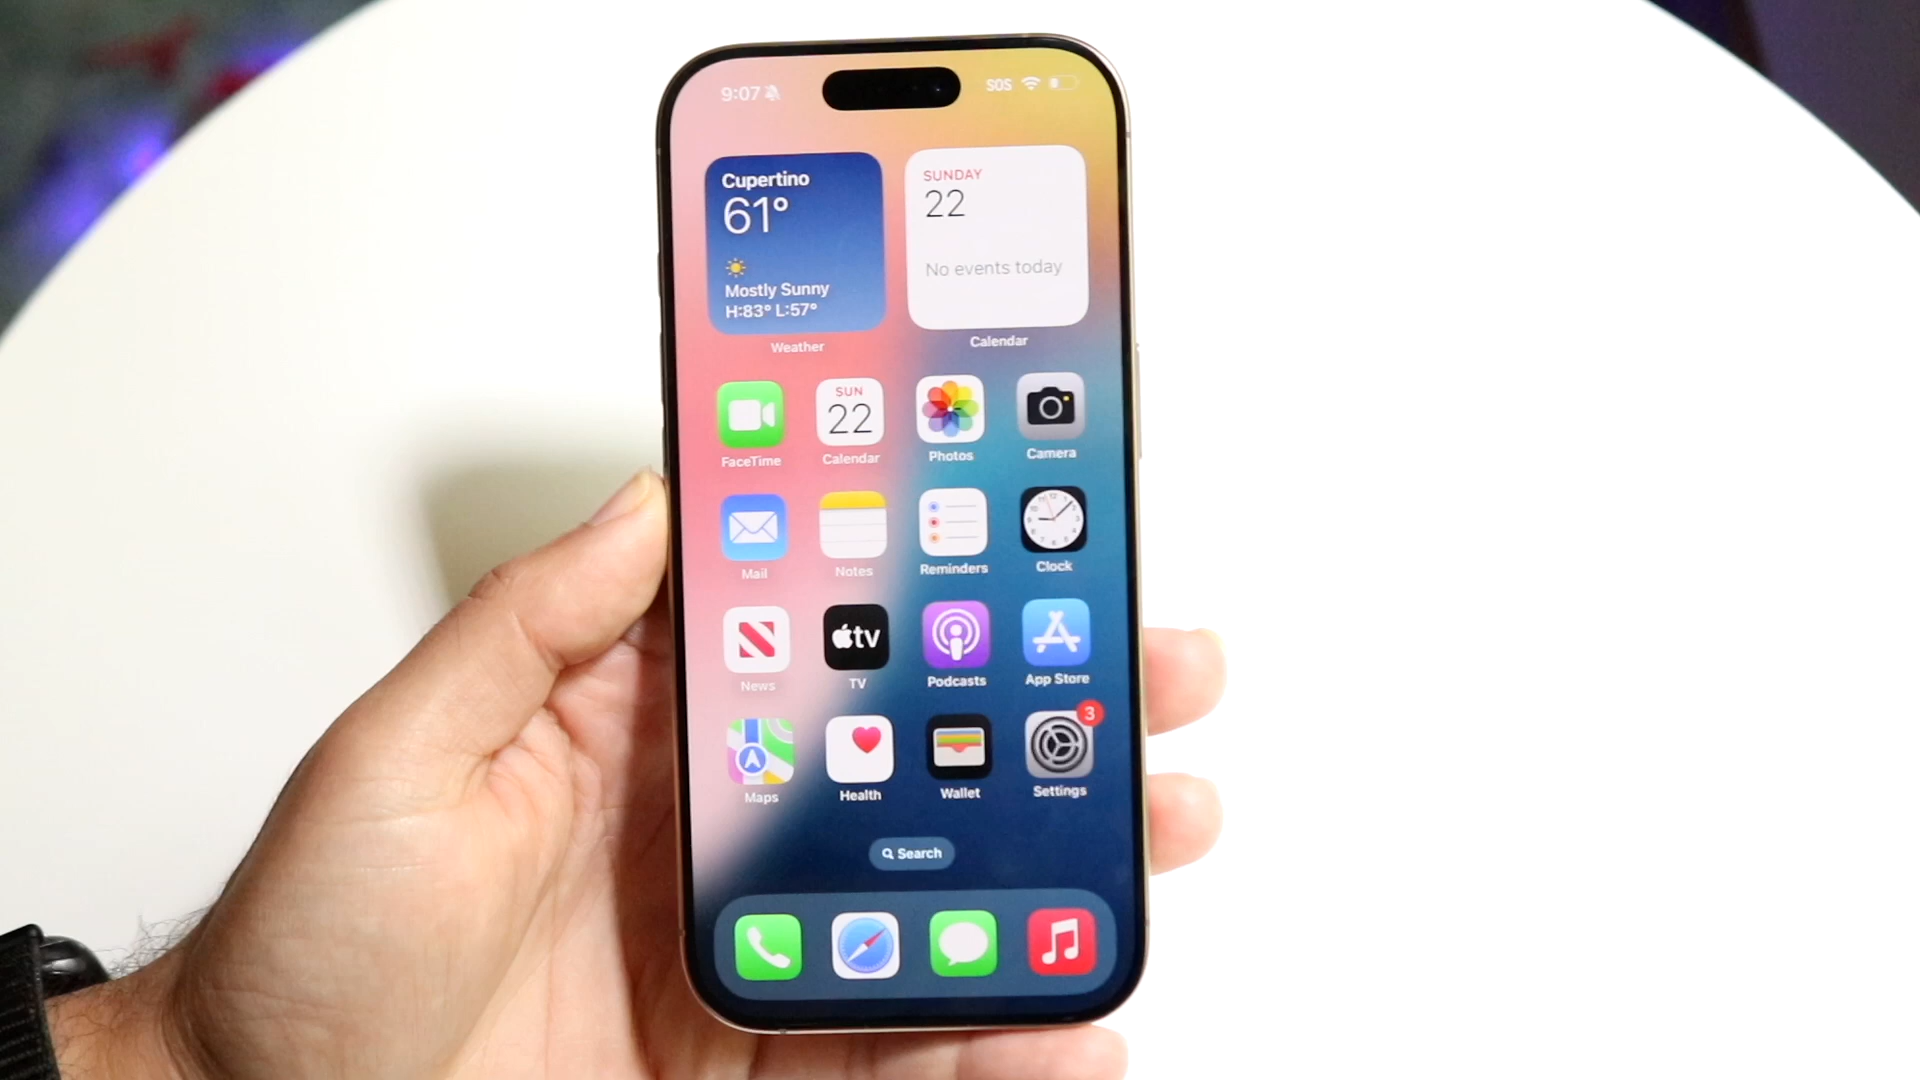 9:07
SOS
Cupertino
61°
Mostly Sunny
H:83° L:57°
Weather
SUNDAY
22
No events today
Calendar
FaceTime
SUN
22
Calendar
Photos
Camera
Mail
Notes
Reminders
Clock
News
tv
TV
Podcasts
App Store
Maps
Health
Wallet
3
Settings
Search